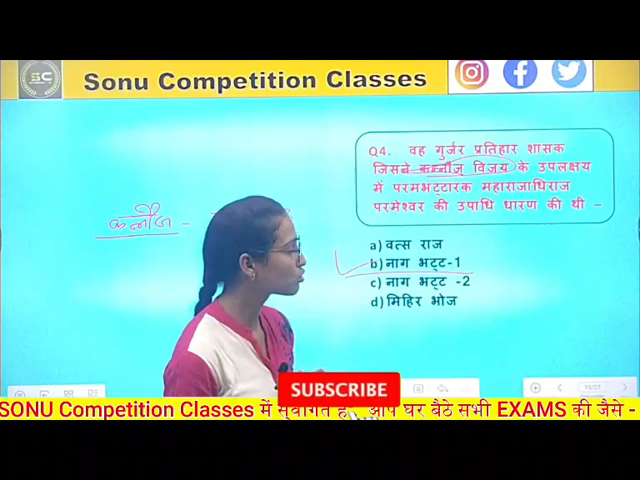 SC
Sonu Competition Classes
Q4. वह गुर्जर प्रतिहार शासक
जिसने कन्नौज विजय के उपलक्षय
में परमभट्टारक महाराजाधिराज
परमेश्वर की उपाधि धारण की थी -
कन्नौज -
a) वत्स राज
b) नाग भट्ट-1
c) नाग भट्ट -2
d) मिहिर भोज
SUBSCRIBE
SONU Competition Classes में स्वागत है आप घर बैठे सभी EXAMS की जैसे -